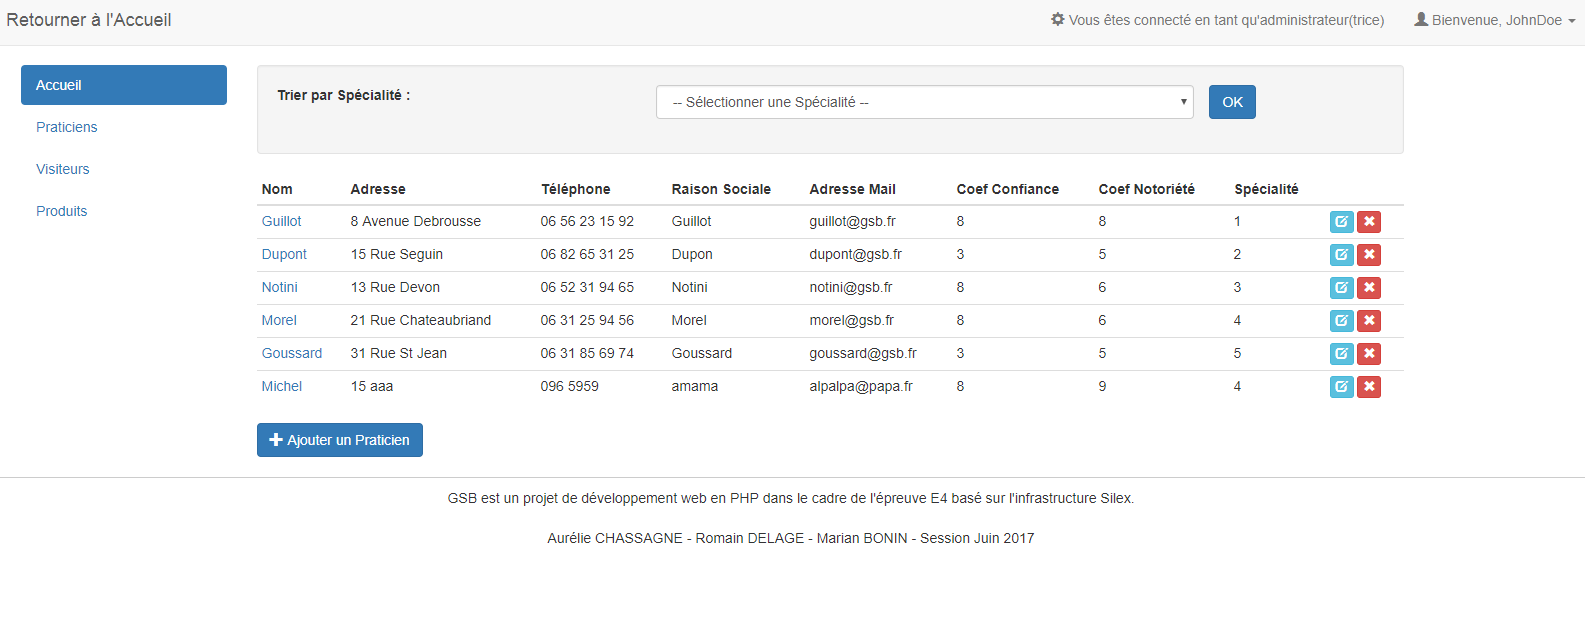 Retourner à l'Accueil
Vous êtes connecté en tant qu'administrateur(trice)
Bienvenue, JohnDoe
Accueil
Praticiens
Visiteurs
Produits
Trier par Spécialité :
-- Sélectionner une Spécialité --
OK
Nom Adresse Téléphone Raison Sociale Adresse Mail Coef Confiance Coef Notoriété Spécialité
Guillot 8 Avenue Debrousse 06 56 23 15 92 Guillot guillot@gsb.fr 8 8 1
Dupont 15 Rue Seguin 06 82 65 31 25 Dupon dupont@gsb.fr 3 5 2
Notini 13 Rue Devon 06 52 31 94 65 Notini notini@gsb.fr 8 6 3
Morel 21 Rue Chateaubriand 06 31 25 94 56 Morel morel@gsb.fr 8 6 4
Goussard 31 Rue St Jean 06 31 85 69 74 Goussard goussard@gsb.fr 3 5 5
Michel 15 aaa 096 5959 amama alpalpa@papa.fr 8 9 4
Ajouter un Praticien
GSB est un projet de développement web en PHP dans le cadre de l'épreuve E4 basé sur l'infrastructure Silex.
Aurélie CHASSAGNE - Romain DELAGE - Marian BONIN - Session Juin 2017